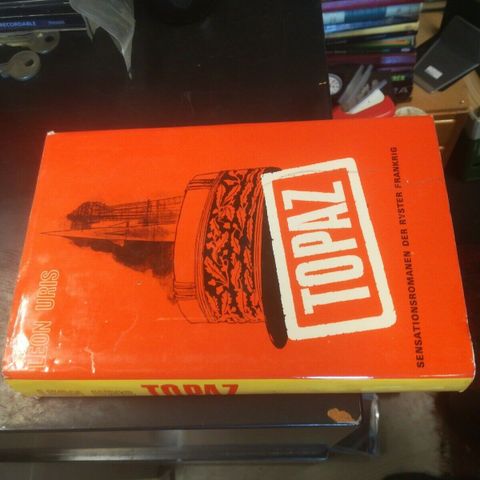 LEON URIS
TOPAZ
SENSATIONSROMANEN DER RYSTER FRANKRIG
TOPAZ
RECORDABLE